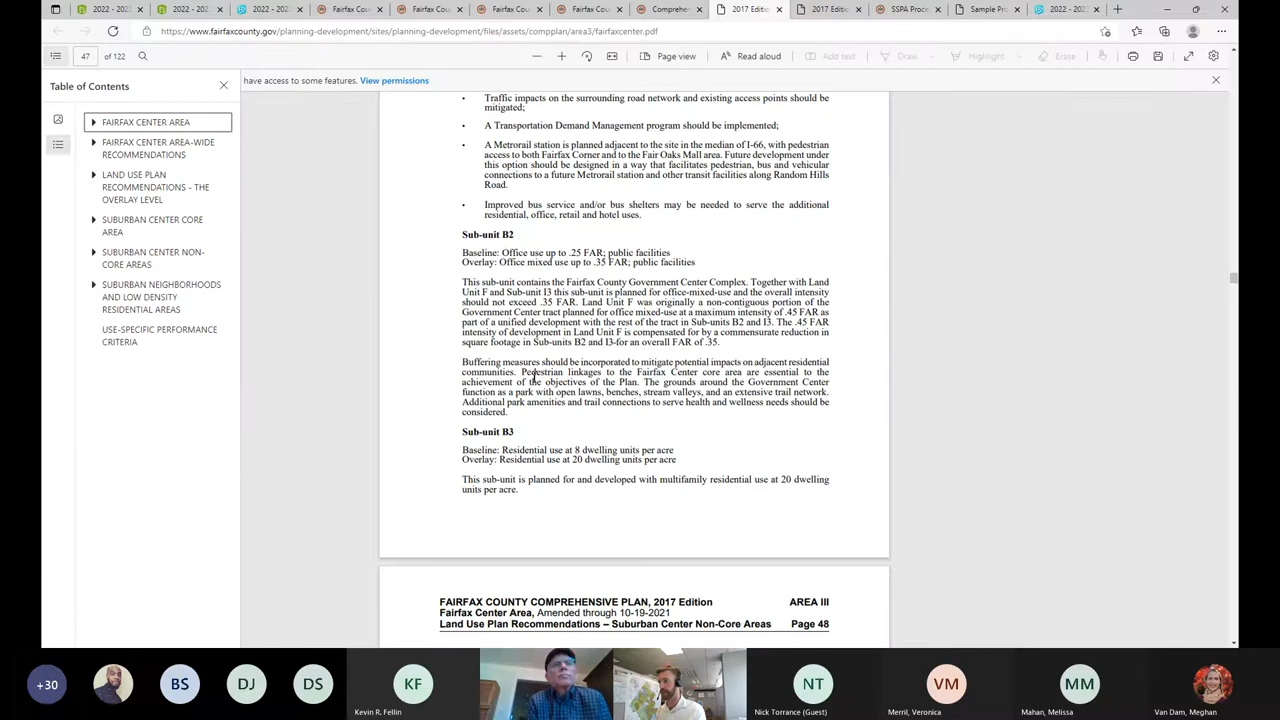 2022 - 202
2022 - 202
2022 - 202
Fairfax Cou
Fairfax Cou
Fairfax Cou
Fairfax Cou
Comprehen
2017 Edition
2017 Edition
SSPA Proce
Sample Pro
2022 - 202
https://www.fairfaxcounty.gov/planning-development/sites/planning-development/files/assets/compplan/area3/fairfaxcenter.pdf
47 of 122
Page view
Read aloud
Add text
Draw
Highlight
Erase
have access to some features. View permissions
Table of Contents
FAIRFAX CENTER AREA
FAIRFAX CENTER AREA-WIDE
RECOMMENDATIONS
LAND USE PLAN
RECOMMENDATIONS - THE
OVERLAY LEVEL
SUBURBAN CENTER CORE
AREA
SUBURBAN CENTER NON-
CORE AREAS
SUBURBAN NEIGHBORHOODS
AND LOW DENSITY
RESIDENTIAL AREAS
USE-SPECIFIC PERFORMANCE
CRITERIA
• Traffic impacts on the surrounding road network and existing access points should be
mitigated;
• A Transportation Demand Management program should be implemented;
• A Metrorail station is planned adjacent to the site in the median of I-66, with pedestrian
access to both Fairfax Corner and to the Fair Oaks Mall area. Future development under
this option should be designed in a way that facilitates pedestrian, bus and vehicular
connections to a future Metrorail station and other transit facilities along Random Hills
Road.
• Improved bus service and/or bus shelters may be needed to serve the additional
residential, office, retail and hotel uses.
Sub-unit B2
Baseline: Office use up to .25 FAR; public facilities
Overlay: Office mixed use up to .35 FAR; public facilities
This sub-unit contains the Fairfax County Government Center Complex. Together with Land
Unit F and Sub-unit I3 this sub-unit is planned for office-mixed-use and the overall intensity
should not exceed .35 FAR. Land Unit F was originally a non-contiguous portion of the
Government Center tract planned for office mixed-use at a maximum intensity of .45 FAR as
part of a unified development with the rest of the tract in Sub-units B2 and I3. The .45 FAR
intensity of development in Land Unit F is compensated for by a commensurate reduction in
square footage in Sub-units B2 and I3-for an overall FAR of .35.
Buffering measures should be incorporated to mitigate potential impacts on adjacent residential
communities. Pedestrian linkages to the Fairfax Center core area are essential to the
achievement of the objectives of the Plan. The grounds around the Government Center
function as a park with open lawns, benches, stream valleys, and an extensive trail network.
Additional park amenities and trail connections to serve health and wellness needs should be
considered.
Sub-unit B3
Baseline: Residential use at 8 dwelling units per acre
Overlay: Residential use at 20 dwelling units per acre
This sub-unit is planned for and developed with multifamily residential use at 20 dwelling
units per acre.
FAIRFAX COUNTY COMPREHENSIVE PLAN, 2017 Edition AREA III
Fairfax Center Area, Amended through 10-19-2021
Land Use Plan Recommendations – Suburban Center Non-Core Areas Page 48
+30
BS
DJ
DS
KF
NT
VM
MM
Kevin R. Fellin
Nick Torrance (Guest)
Merril, Veronica
Mahan, Melissa
Van Dam, Meghan